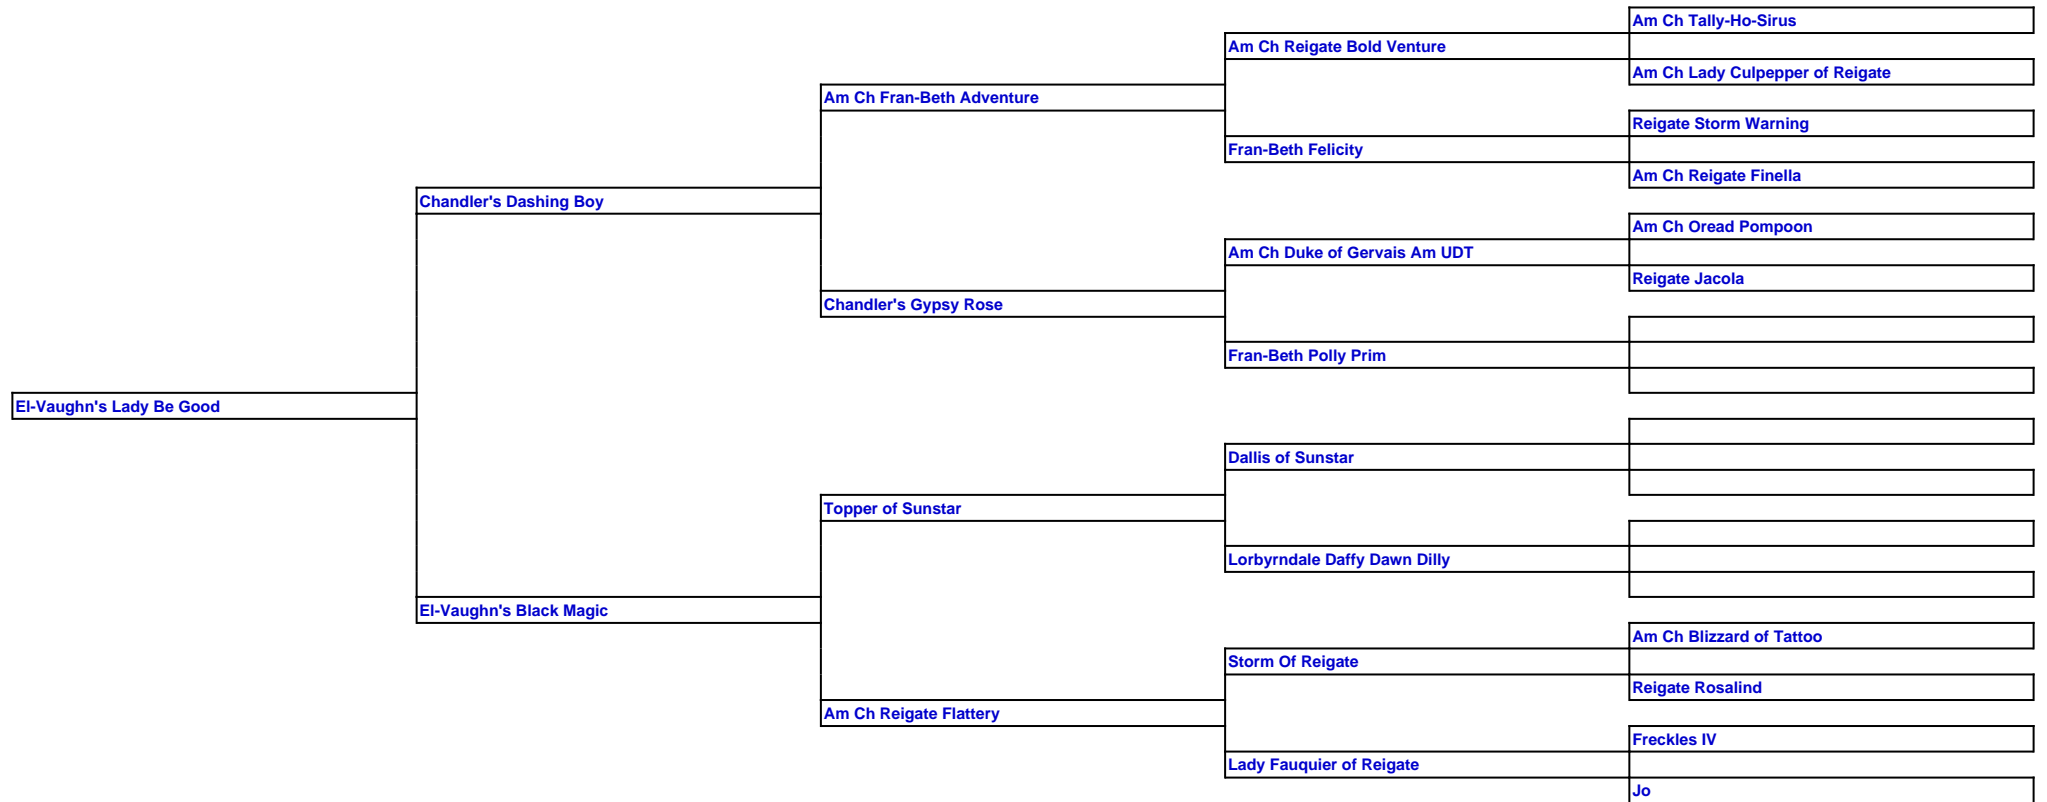 Am Ch Tally-Ho-Sirus
Am Ch Reigate Bold Venture
Am Ch Lady Culpepper of Reigate
Am Ch Fran-Beth Adventure
Reigate Storm Warning
Fran-Beth Felicity
Am Ch Reigate Finella
Chandler's Dashing Boy
Am Ch Oread Pompoon
Am Ch Duke of Gervais Am UDT
Reigate Jacola
Chandler's Gypsy Rose
Fran-Beth Polly Prim
El-Vaughn's Lady Be Good
Dallis of Sunstar
Topper of Sunstar
Lorbyrndale Daffy Dawn Dilly
El-Vaughn's Black Magic
Am Ch Blizzard of Tattoo
Storm Of Reigate
Reigate Rosalind
Am Ch Reigate Flattery
Freckles IV
Lady Fauquier of Reigate
Jo